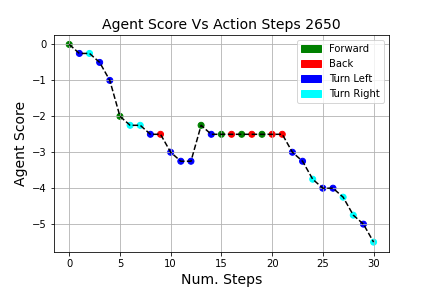 Agent Score Vs Action Steps 2650
Agent Score
0
−1
−2
−3
−4
−5
Forward
Back
Turn Left
Turn Right
0 5 10 15 20 25 30
Num. Steps